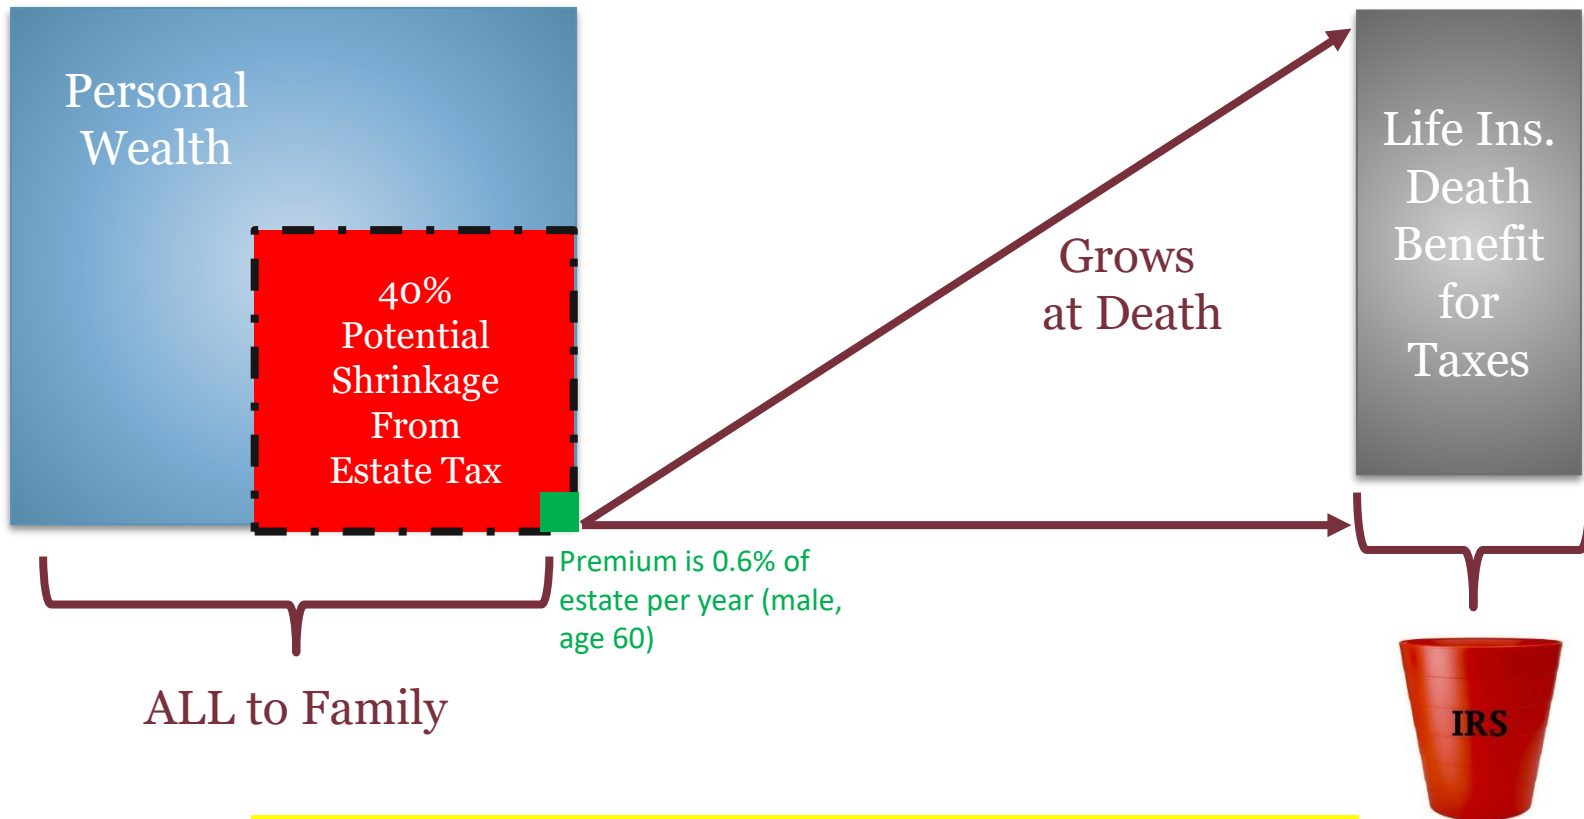 Personal
Wealth
40%
Potential
Shrinkage
From
Estate Tax
Premium is 0.6% of
estate per year (male,
age 60)
ALL to Family
Grows
at Death
Life Ins.
Death
Benefit
for
Taxes
IRS